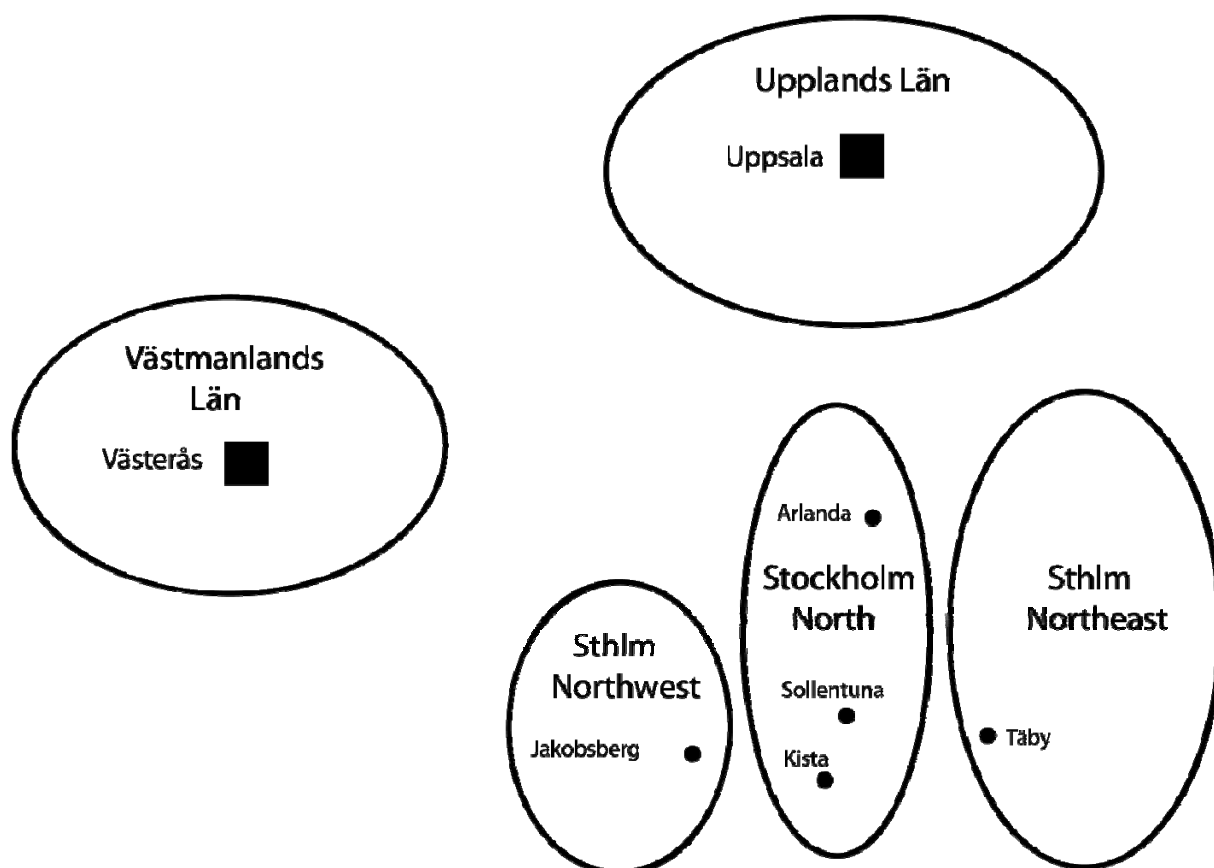 Upplands Län
Uppsala
Västmanlands
Län
Västerås
Arlanda
Stockholm
North
Sthlm
Northeast
Sthlm
Northwest
Sollentuna
Täby
Jakobsberg
Kista